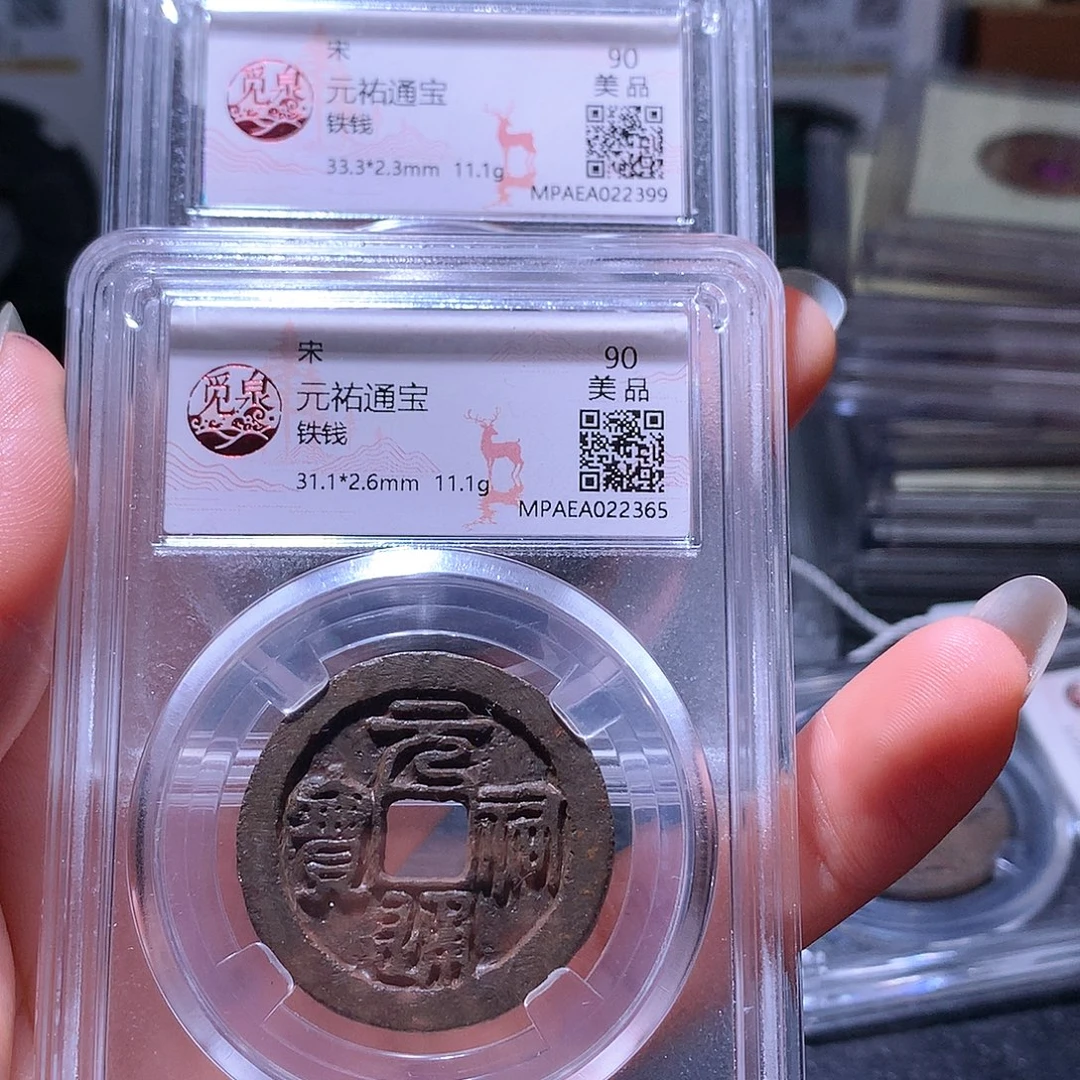 宋
90
觅泉
元祐通宝
美品
铁钱
33.3*2.3mm 11.1g
MPAEA022399
宋
90
觅泉
元祐通宝
美品
铁钱
31.1*2.6mm 11.1g
MPAEA022365
元祐通寶